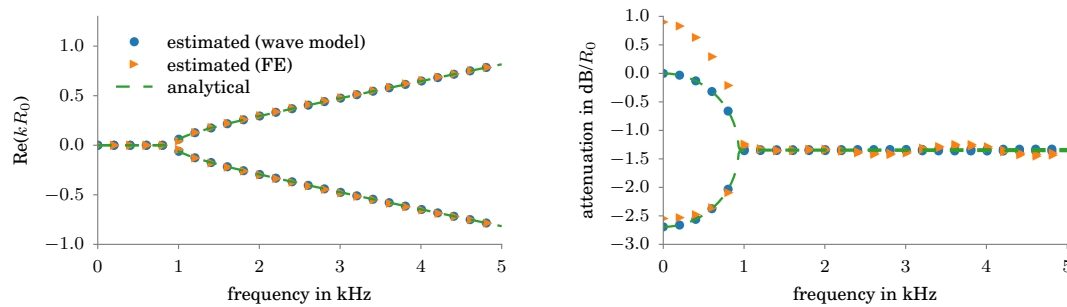 1.0
0.5
0.0
−0.5
−1.0
Re(kR₀)
estimated (wave model)
estimated (FE)
analytical
0 1 2 3 4 5
frequency in kHz
1.0
0.5
0.0
−0.5
−1.0
−1.5
−2.0
−2.5
−3.0
attenuation in dB/R₀
0 1 2 3 4 5
frequency in kHz